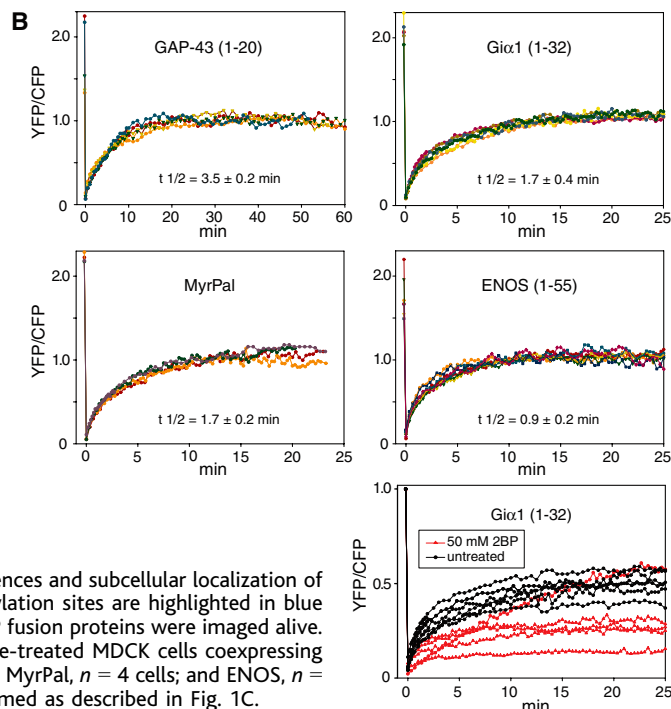 B
GAP-43 (1-20)
YFP/CFP
2.0
1.0
0
t 1/2 = 3.5 ± 0.2 min
0 10 20 30 40 50 60
min
Giα1 (1-32)
2.0
1.0
0
t 1/2 = 1.7 ± 0.4 min
0 5 10 15 20 25
min
MyrPal
YFP/CFP
2.0
1.0
0
t 1/2 = 1.7 ± 0.2 min
0 5 10 15 20 25
min
ENOS (1-55)
YFP/CFP
2.0
1.0
0
t 1/2 = 0.9 ± 0.2 min
0 5 10 15 20 25
min
Giα1 (1-32)
YFP/CFP
1.0
0.5
0
50 mM 2BP
untreated
0 5 10 15 20 25
min
ences and subcellular localization of
lation sites are highlighted in blue
fusion proteins were imaged alive.
e-treated MDCK cells coexpressing
MyrPal, n = 4 cells; and ENOS, n =
med as described in Fig. 1C.